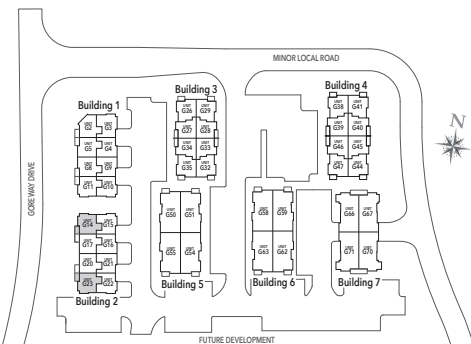 MINOR LOCAL ROAD
GOREWAY DRIVE
N
Building 1
UNIT G2
UNIT G3
UNIT G5
UNIT G4
UNIT G8
UNIT G9
UNIT G11
UNIT G10
UNIT G14
UNIT G15
UNIT G17
UNIT G16
UNIT G20
UNIT G21
UNIT G23
UNIT G22
Building 2
Building 3
UNIT G26
UNIT G29
UNIT G27
UNIT G28
UNIT G34
UNIT G33
UNIT G35
UNIT G32
UNIT G50
UNIT G51
UNIT G55
UNIT G54
Building 5
Building 4
UNIT G38
UNIT G41
UNIT G39
UNIT G40
UNIT G46
UNIT G45
UNIT G47
UNIT G44
UNIT G58
UNIT G59
UNIT G63
UNIT G62
Building 6
UNIT G66
UNIT G67
UNIT G71
UNIT G70
Building 7
FUTURE DEVELOPMENT